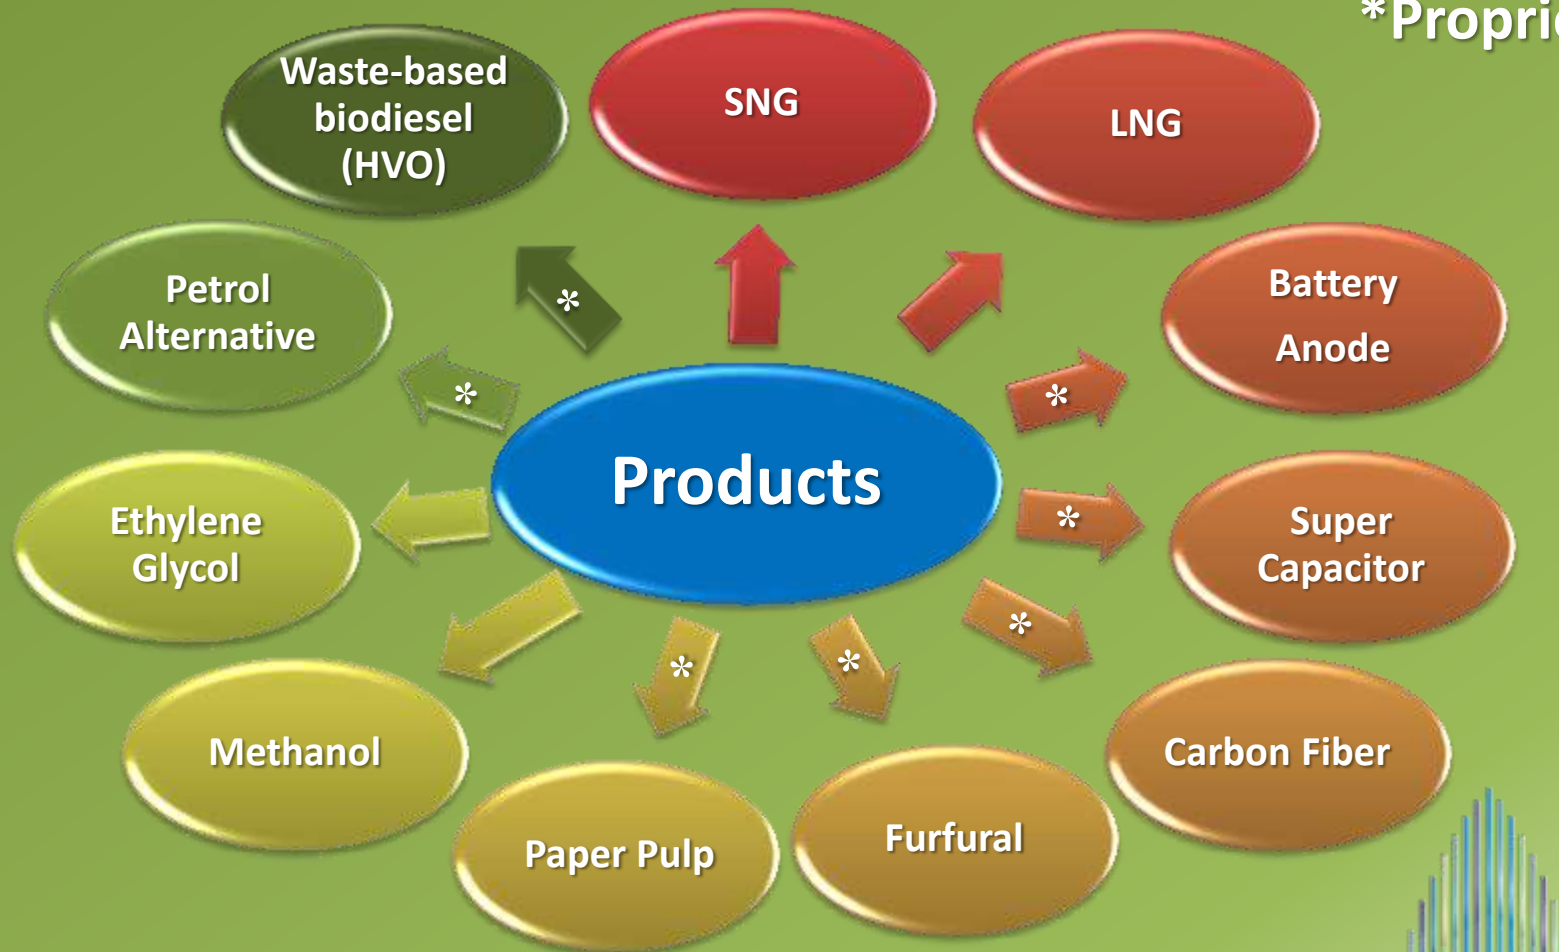 Waste-based
biodiesel
(HVO)
SNG
LNG
Petrol
Alternative
Battery
Anode
*
*
*
Products
Ethylene
Glycol
*
Super
Capacitor
*
*
*
Methanol
Carbon Fiber
Paper Pulp
Furfural